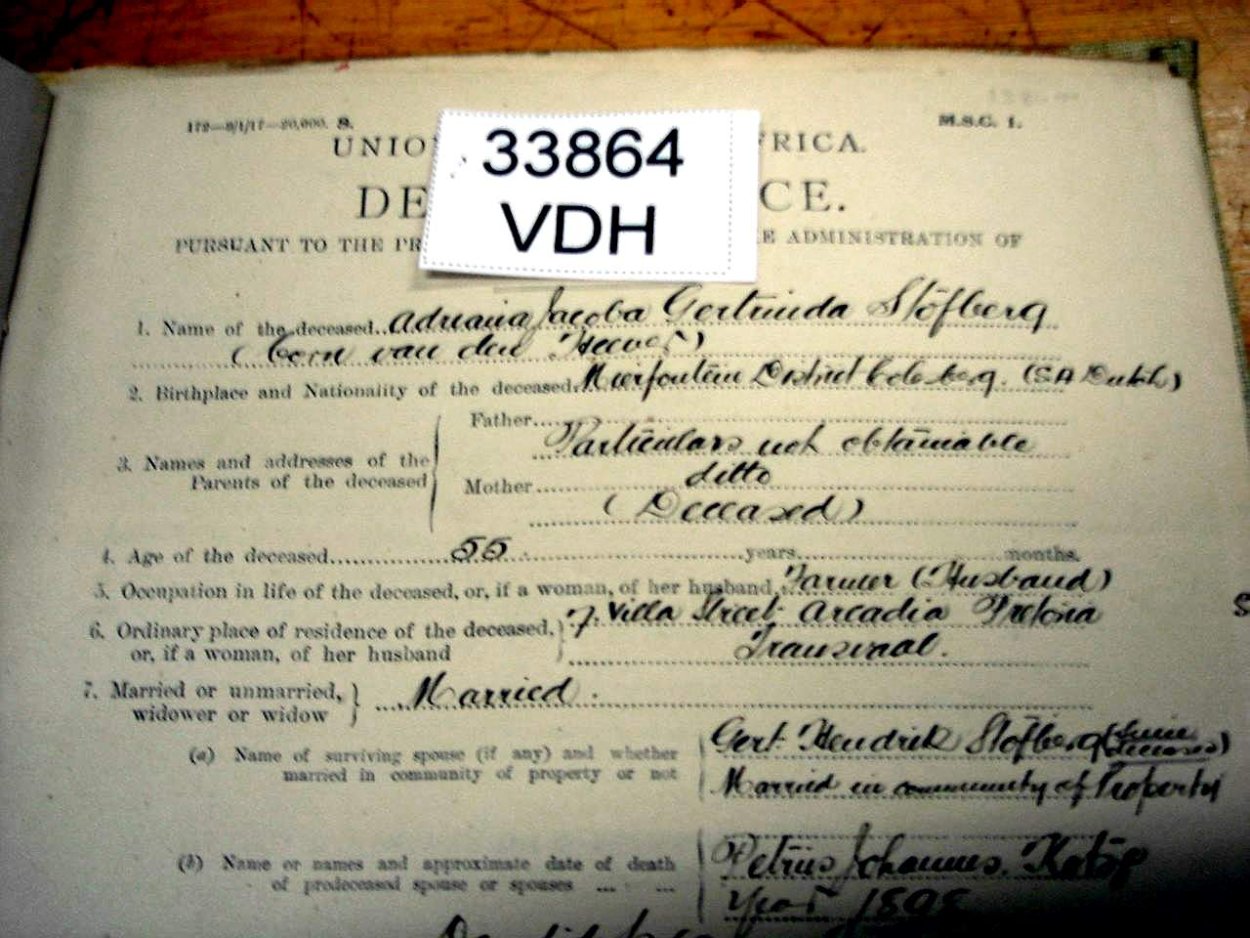 172—8/1/17—20,000. S.
M.S.C. 1.
33864
VDH
UNIO FRICA.
DE CE.
PURSUANT TO THE PR E ADMINISTRATION OF
1. Name of the deceased..Adriana Jacoba Gertruida Stofberg
(born van den Heever)
2. Birthplace and Nationality of the deceased. District Colesberg. (SA Dutch)
Father...
Particulars not obtainable
3. Names and addresses of the
Parents of the deceased
Mother... ditto
(Deceased)
4. Age of the deceased... 55 ...years...months.
5. Occupation in life of the deceased, or, if a woman, of her husband. Farmer (Husband)
6. Ordinary place of residence of the deceased, 7. Villa Street Arcadia Pretoria
or, if a woman, of her husband Transvaal.
7. Married or unmarried, Married.
widower or widow
(a) Name of surviving spouse (if any) and whether Gert Hendrik Stofberg (since deceased)
married in community of property or not Married in community of Property
(b) Name or names and approximate date of death Petrus Johannes
of predeceased spouse or spouses ... ... ... Year 1898